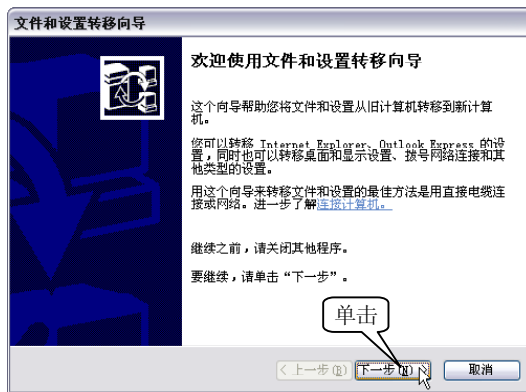 文件和设置转移向导
欢迎使用文件和设置转移向导
这个向导帮助您将文件和设置从旧计算机转移到新计算
机。
您可以转移 Internet Explorer、Outlook Express 的设
置，同时也可以转移桌面和显示设置、拨号网络连接和其
他类型的设置。
用这个向导来转移文件和设置的最佳方法是用直接电缆连
接或网络。进一步了解连接计算机。
继续之前，请关闭其他程序。
要继续，请单击“下一步”。
单击
<上一步(B) 下一步(N) > 取消